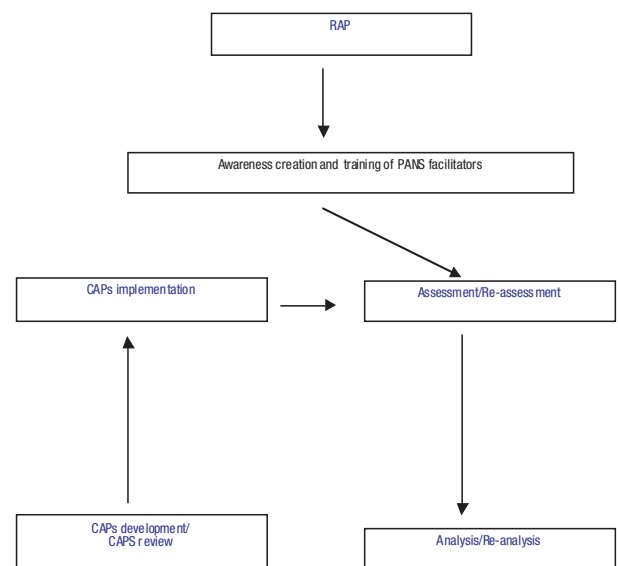 RAP
Awareness creation and training of PANS facilitators
CAPs implementation
Assessment/Re-assessment
CAPs development/
CAPS review
Analysis/Re-analysis